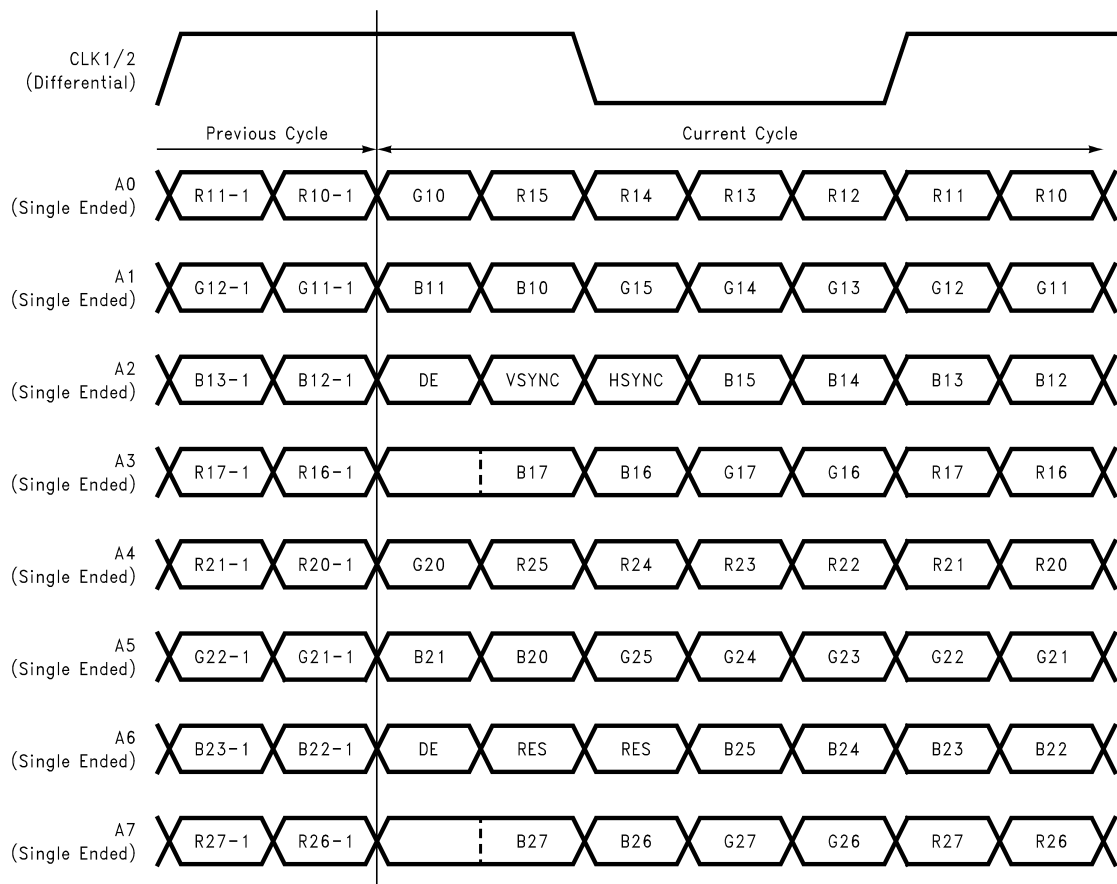 CLK1/2
(Differential)
Previous Cycle
Current Cycle
A0
(Single Ended)
R11-1 R10-1 G10 R15 R14 R13 R12 R11 R10
A1
(Single Ended)
G12-1 G11-1 B11 B10 G15 G14 G13 G12 G11
A2
(Single Ended)
B13-1 B12-1 DE VSYNC HSYNC B15 B14 B13 B12
A3
(Single Ended)
R17-1 R16-1 B17 B16 G17 G16 R17 R16
A4
(Single Ended)
R21-1 R20-1 G20 R25 R24 R23 R22 R21 R20
A5
(Single Ended)
G22-1 G21-1 B21 B20 G25 G24 G23 G22 G21
A6
(Single Ended)
B23-1 B22-1 DE RES RES B25 B24 B23 B22
A7
(Single Ended)
R27-1 R26-1 B27 B26 G27 G26 R27 R26